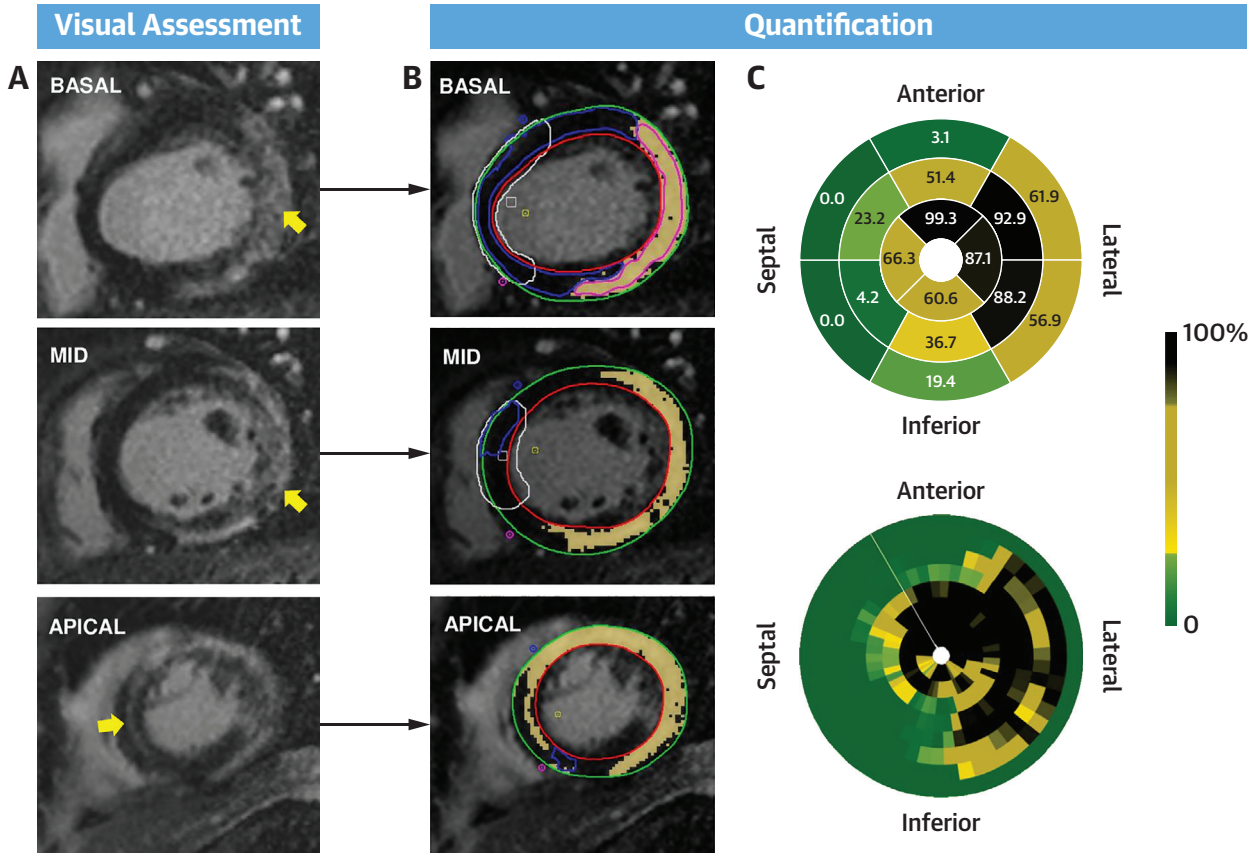 Visual Assessment
Quantification
A
BASAL
B
BASAL
C
Anterior
3.1
51.4
0.0
61.9
23.2
99.3
92.9
Septal
66.3
87.1
Lateral
4.2
60.6
88.2
0.0
56.9
36.7
19.4
Inferior
MID
MID
100%
0
Anterior
Septal
Lateral
Inferior
APICAL
APICAL